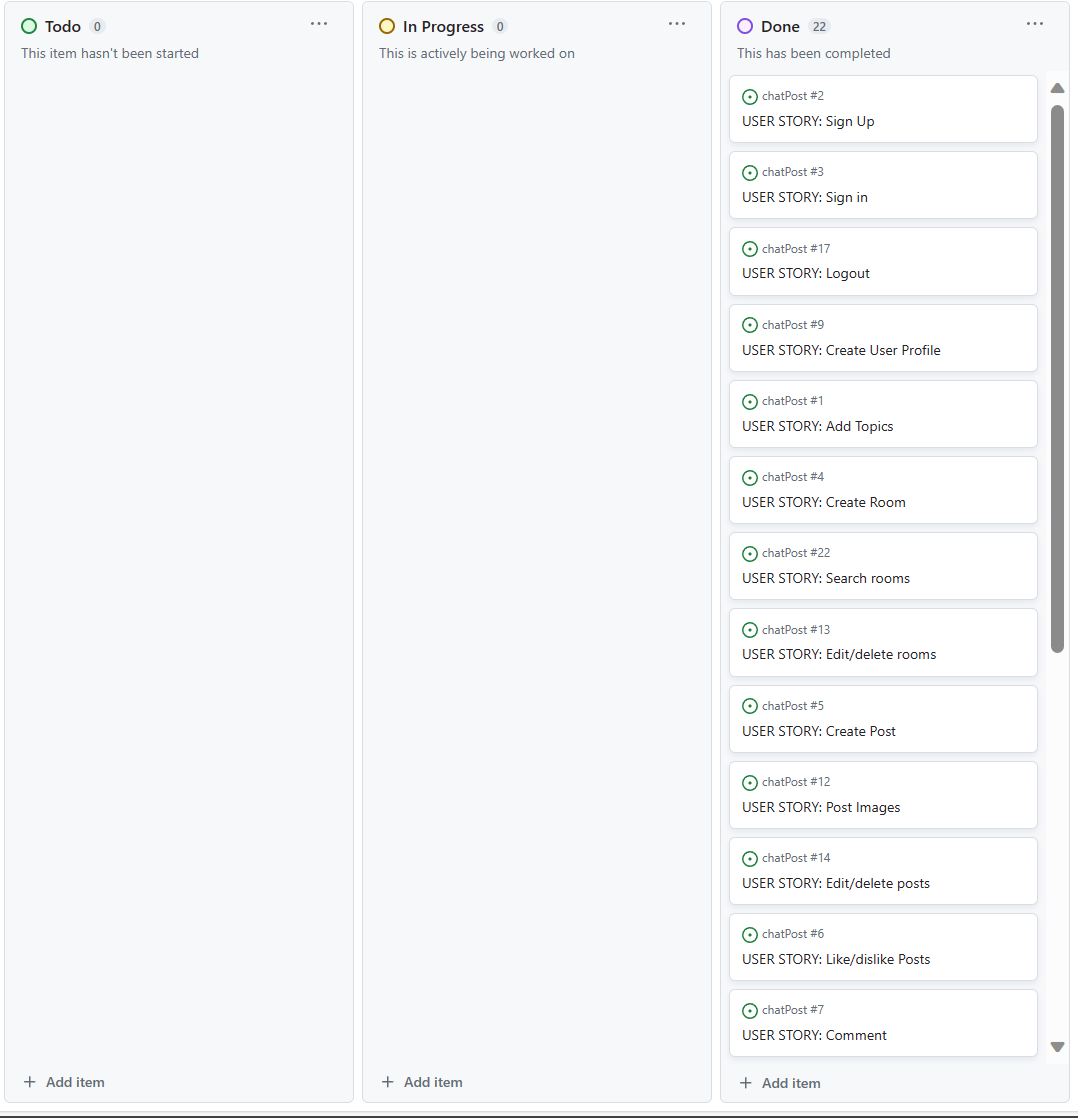 Todo 0
This item hasn't been started
Add item
In Progress 0
This is actively being worked on
Add item
Done 22
This has been completed
chatPost #2
USER STORY: Sign Up
chatPost #3
USER STORY: Sign in
chatPost #17
USER STORY: Logout
chatPost #9
USER STORY: Create User Profile
chatPost #1
USER STORY: Add Topics
chatPost #4
USER STORY: Create Room
chatPost #22
USER STORY: Search rooms
chatPost #13
USER STORY: Edit/delete rooms
chatPost #5
USER STORY: Create Post
chatPost #12
USER STORY: Post Images
chatPost #14
USER STORY: Edit/delete posts
chatPost #6
USER STORY: Like/dislike Posts
chatPost #7
USER STORY: Comment
Add item